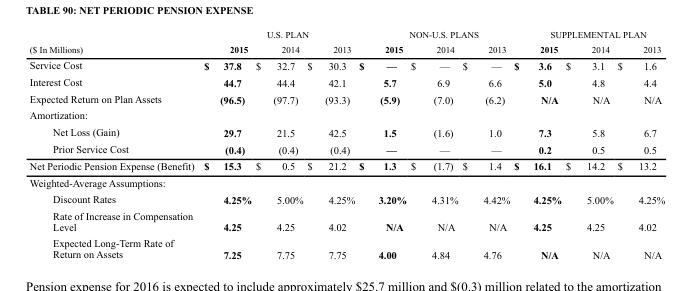 TABLE 90: NET PERIODIC PENSION EXPENSE
U.S. PLAN NON-U.S. PLANS SUPPLEMENTAL PLAN
($ In Millions) 2015 2014 2013 2015 2014 2013 2015 2014 2013
Service Cost $ 37.8 $ 32.7 $ 30.3 $ — $ — $ — $ 3.6 $ 3.1 $ 1.6
Interest Cost 44.7 44.4 42.1 5.7 6.9 6.6 5.0 4.8 4.4
Expected Return on Plan Assets (96.5) (97.7) (93.3) (5.9) (7.0) (6.2) N/A N/A N/A
Amortization:
Net Loss (Gain) 29.7 21.5 42.5 1.5 (1.6) 1.0 7.3 5.8 6.7
Prior Service Cost (0.4) (0.4) (0.4) — — — 0.2 0.5 0.5
Net Periodic Pension Expense (Benefit) $ 15.3 $ 0.5 $ 21.2 $ 1.3 $ (1.7) $ 1.4 $ 16.1 $ 14.2 $ 13.2
Weighted-Average Assumptions:
Discount Rates 4.25% 5.00% 4.25% 3.20% 4.31% 4.42% 4.25% 5.00% 4.25%
Rate of Increase in Compensation
Level 4.25 4.25 4.02 N/A N/A N/A 4.25 4.25 4.02
Expected Long-Term Rate of
Return on Assets 7.25 7.75 7.75 4.00 4.84 4.76 N/A N/A N/A
Pension expense for 2016 is expected to include approximately $25.7 million and $(0.3) million related to the amortization